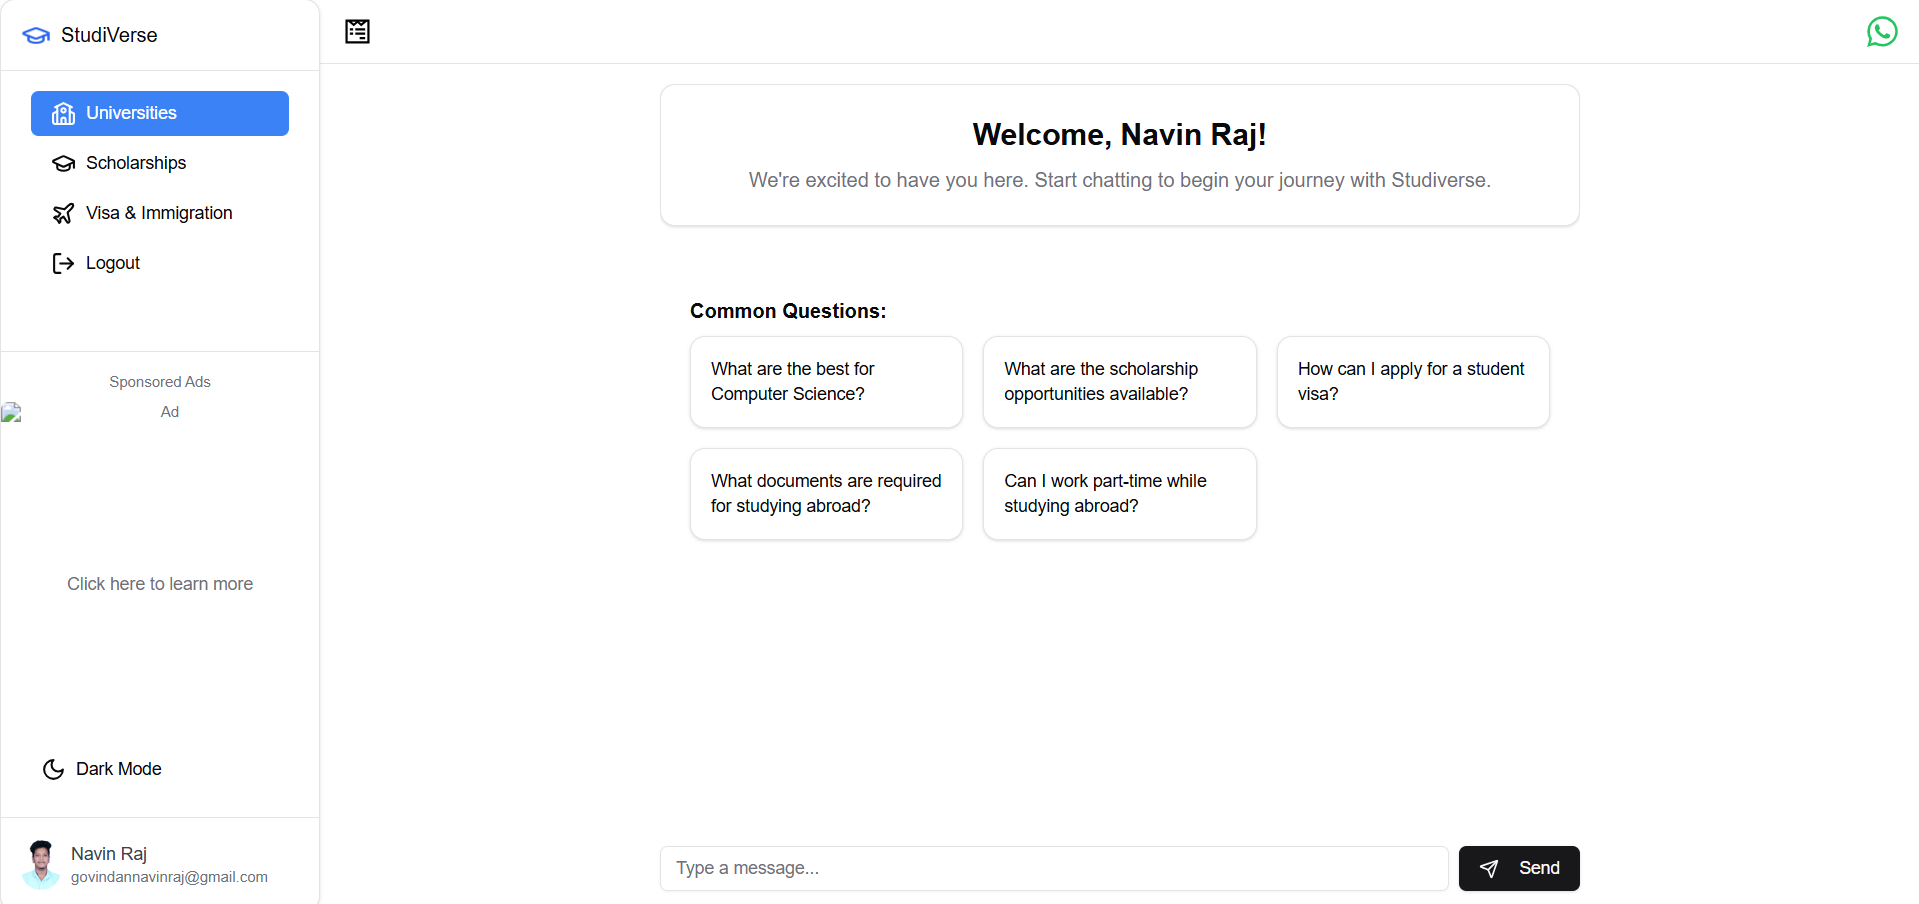 StudiVerse
Universities
Scholarships
Visa & Immigration
Logout
Sponsored Ads
Ad
Click here to learn more
Dark Mode
Navin Raj
govindannavinraj@gmail.com
Welcome, Navin Raj!
We're excited to have you here. Start chatting to begin your journey with Studiverse.
Common Questions:
What are the best for
Computer Science?
What are the scholarship
opportunities available?
How can I apply for a student
visa?
What documents are required
for studying abroad?
Can I work part-time while
studying abroad?
Type a message...
Send